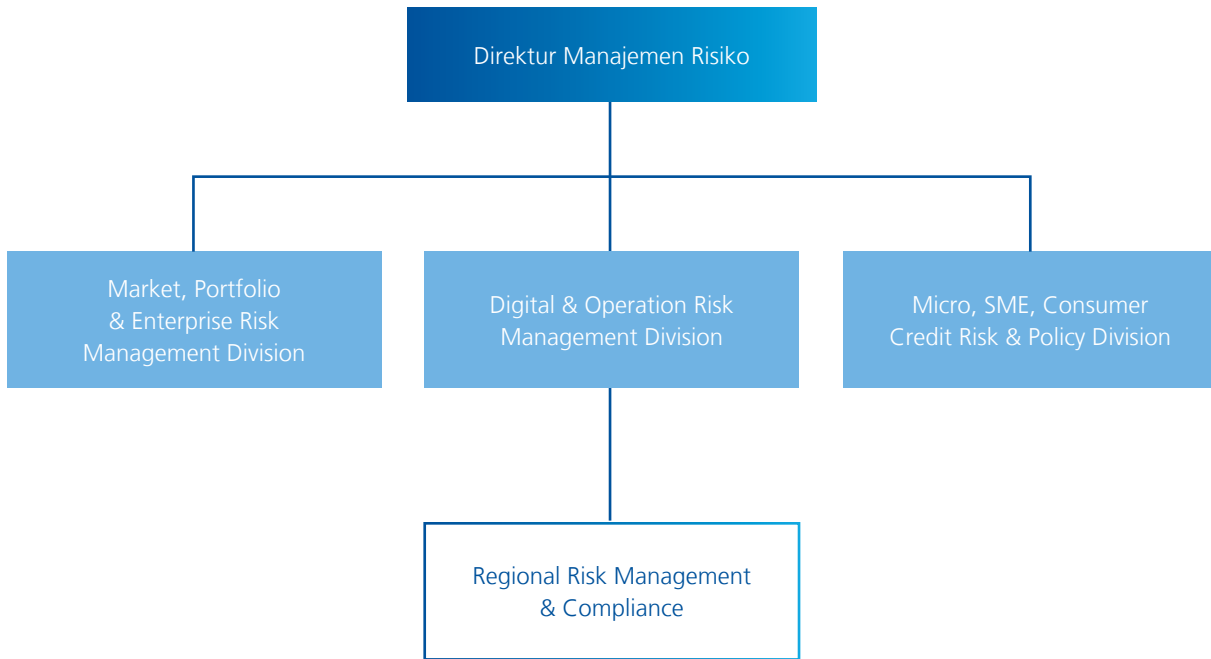 Direktur Manajemen Risiko
Market, Portfolio
& Enterprise Risk
Management Division
Digital & Operation Risk
Management Division
Micro, SME, Consumer
Credit Risk & Policy Division
Regional Risk Management
& Compliance